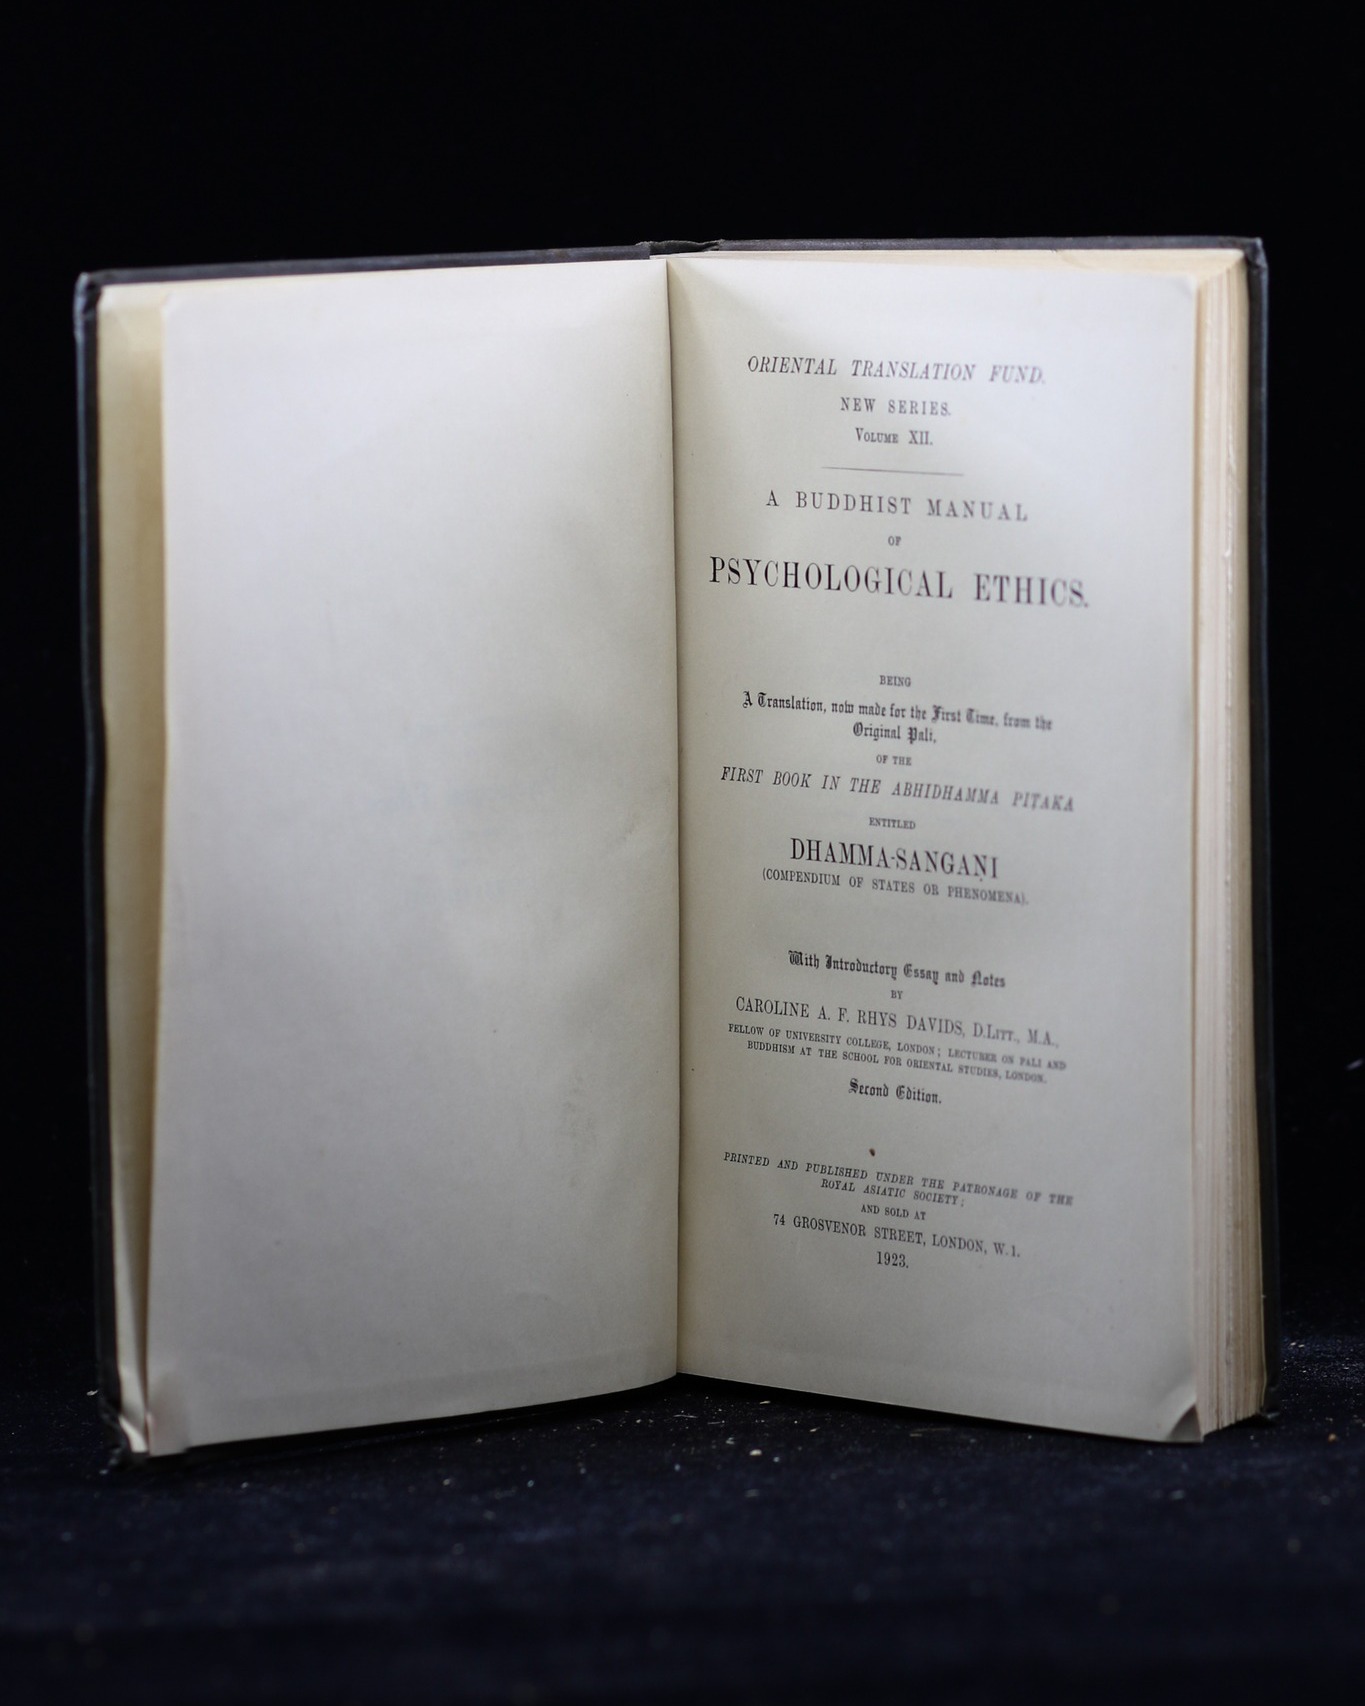 ORIENTAL TRANSLATION FUND.
NEW SERIES.
VOLUME XII.
A BUDDHIST MANUAL
OF
PSYCHOLOGICAL ETHICS.
BEING
A Translation, now made for the First Time, from the
Original Pali,
OF THE
FIRST BOOK IN THE ABHIDHAMMA PIṬAKA
ENTITLED
DHAMMA-SANGAṆI
(COMPENDIUM OF STATES OR PHENOMENA).
With Introductory Essay and Notes
BY
CAROLINE A. F. RHYS DAVIDS, D.LITT., M.A.,
FELLOW OF UNIVERSITY COLLEGE, LONDON; LECTURER ON PALI AND
BUDDHISM AT THE SCHOOL FOR ORIENTAL STUDIES, LONDON.
Second Edition.
PRINTED AND PUBLISHED UNDER THE PATRONAGE OF THE
ROYAL ASIATIC SOCIETY;
AND SOLD AT
74 GROSVENOR STREET, LONDON, W.1.
1923.